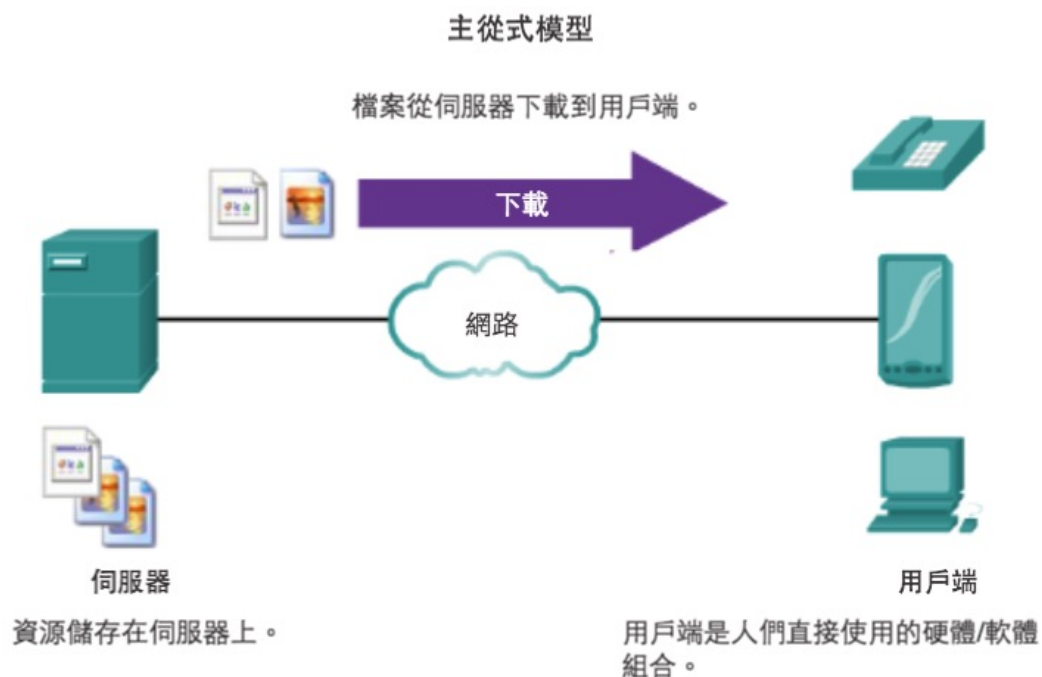 主從式模型
檔案從伺服器下載到用戶端。
下載
網路
伺服器
用戶端
資源儲存在伺服器上。
用戶端是人們直接使用的硬體/軟體
組合。